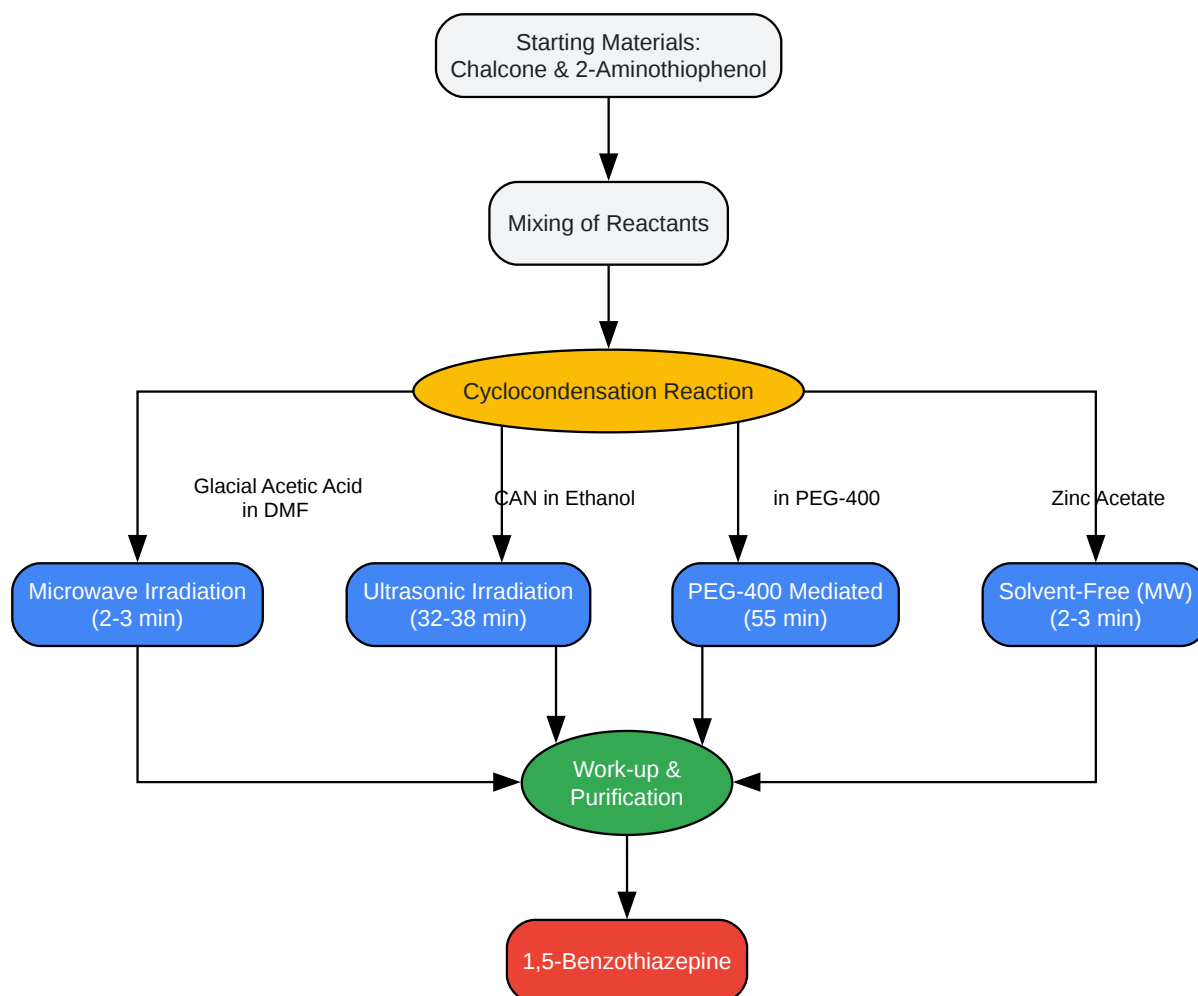 Starting Materials:
Chalcone & 2-Aminothiophenol
Mixing of Reactants
Cyclocondensation Reaction
Glacial Acetic Acid
in DMF
CAN in Ethanol
in PEG-400
Zinc Acetate
Microwave Irradiation
(2-3 min)
Ultrasonic Irradiation
(32-38 min)
PEG-400 Mediated
(55 min)
Solvent-Free (MW)
(2-3 min)
Work-up &
Purification
1,5-Benzothiazepine